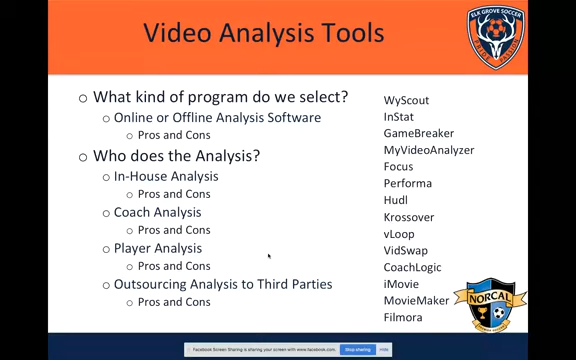 Video Analysis Tools
ELK GROVE SOCCER
What kind of program do we select?
Online or Offline Analysis Software
Pros and Cons
Who does the Analysis?
In-House Analysis
Pros and Cons
Coach Analysis
Pros and Cons
Player Analysis
Pros and Cons
Outsourcing Analysis to Third Parties
Pros and Cons
WyScout
InStat
GameBreaker
MyVideoAnalyzer
Focus
Performa
Hudl
Krossover
vLoop
VidSwap
CoachLogic
iMovie
MovieMaker
Filmora
NORCAL
Facebook Screen Sharing is sharing your screen with www.facebook.com.
Stop sharing
Hide